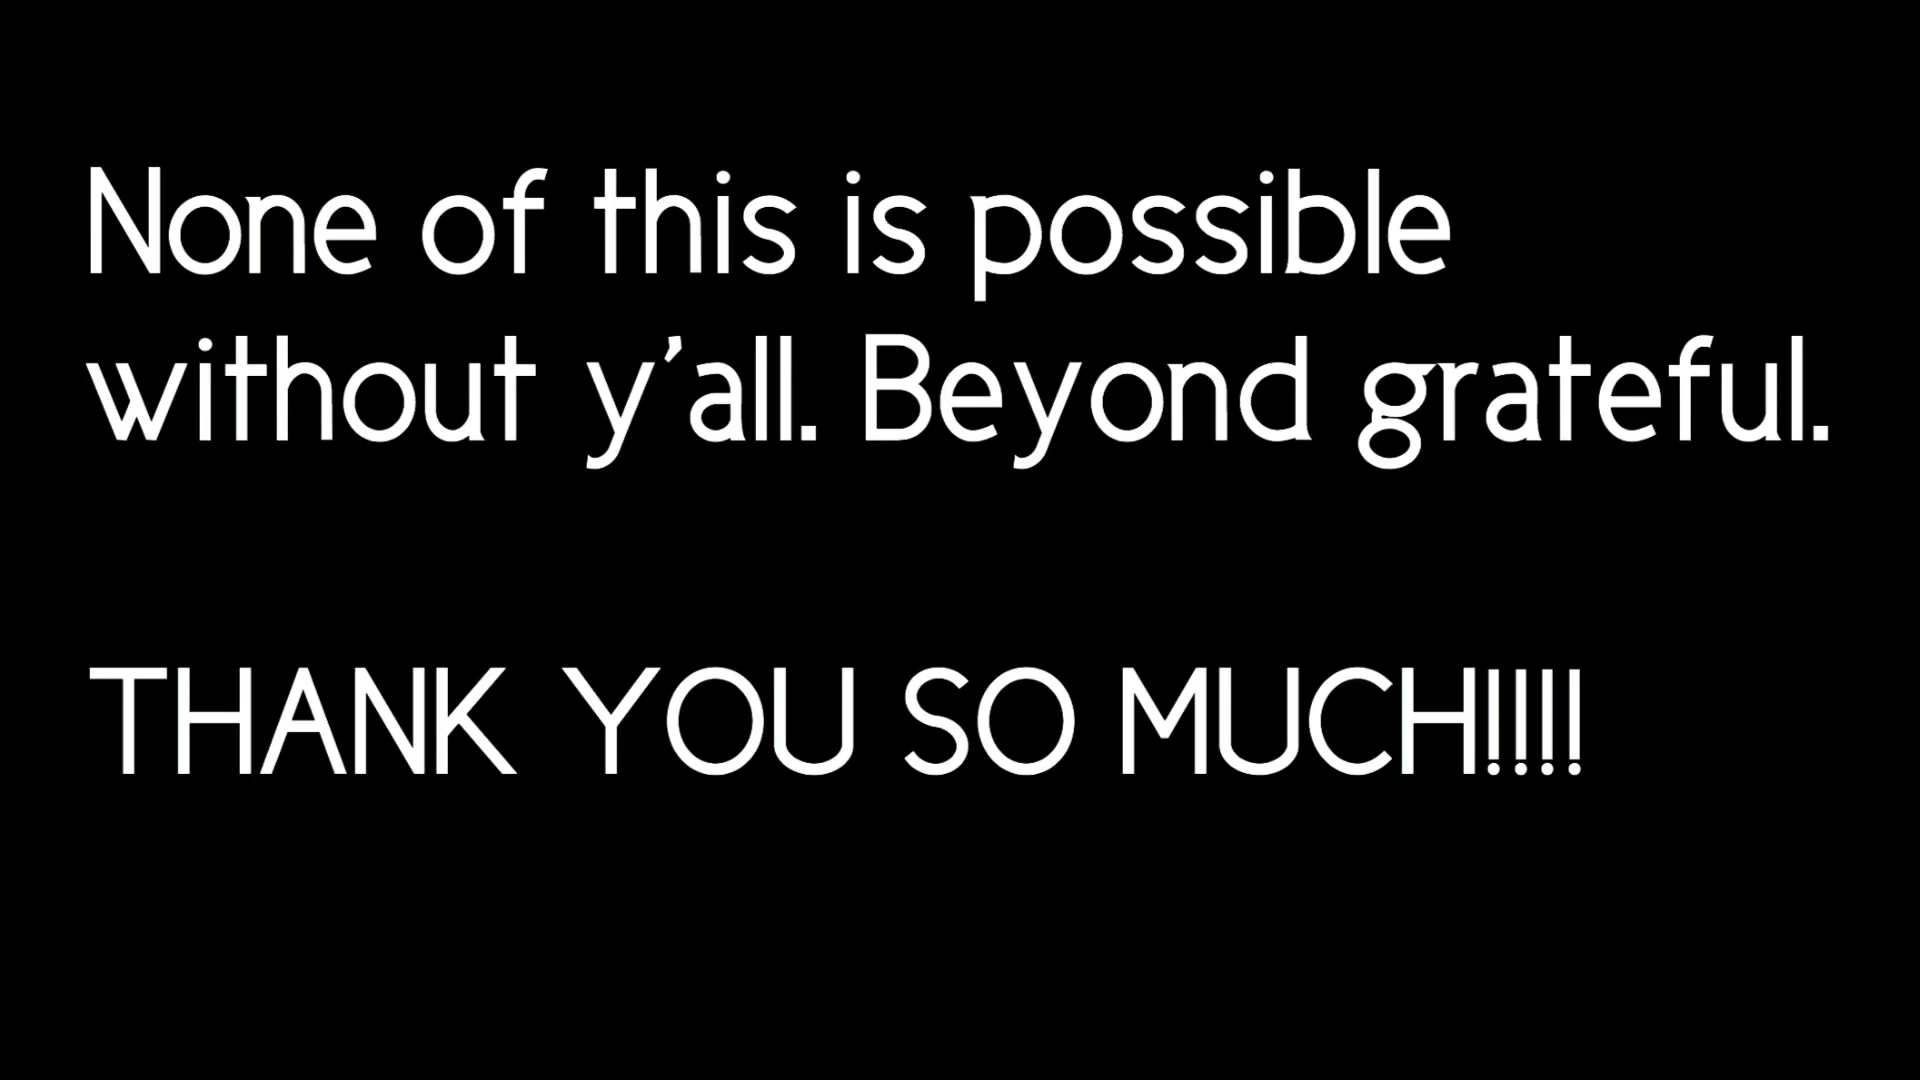 None of this is possible
without y'all. Beyond grateful.
THANK YOU SO MUCH!!!!